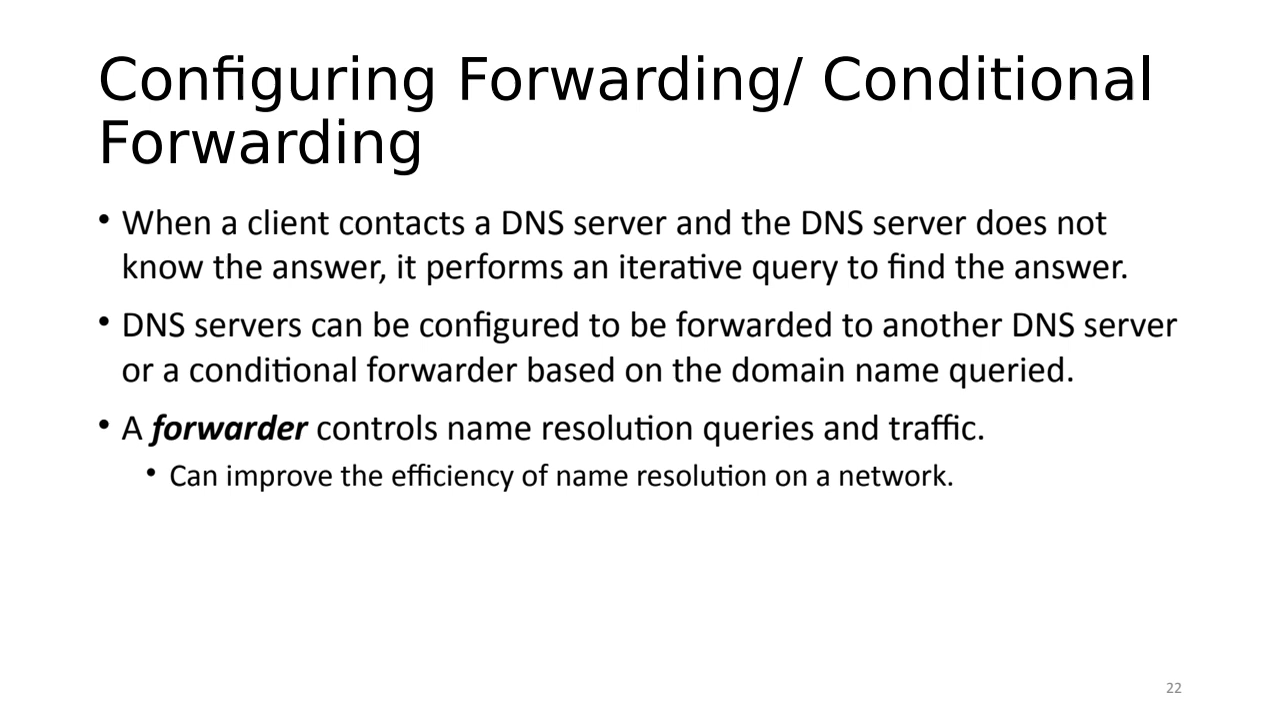 Configuring Forwarding/ Conditional
Forwarding
• When a client contacts a DNS server and the DNS server does not
know the answer, it performs an iterative query to find the answer.
• DNS servers can be configured to be forwarded to another DNS server
or a conditional forwarder based on the domain name queried.
• A forwarder controls name resolution queries and traffic.
• Can improve the efficiency of name resolution on a network.
22